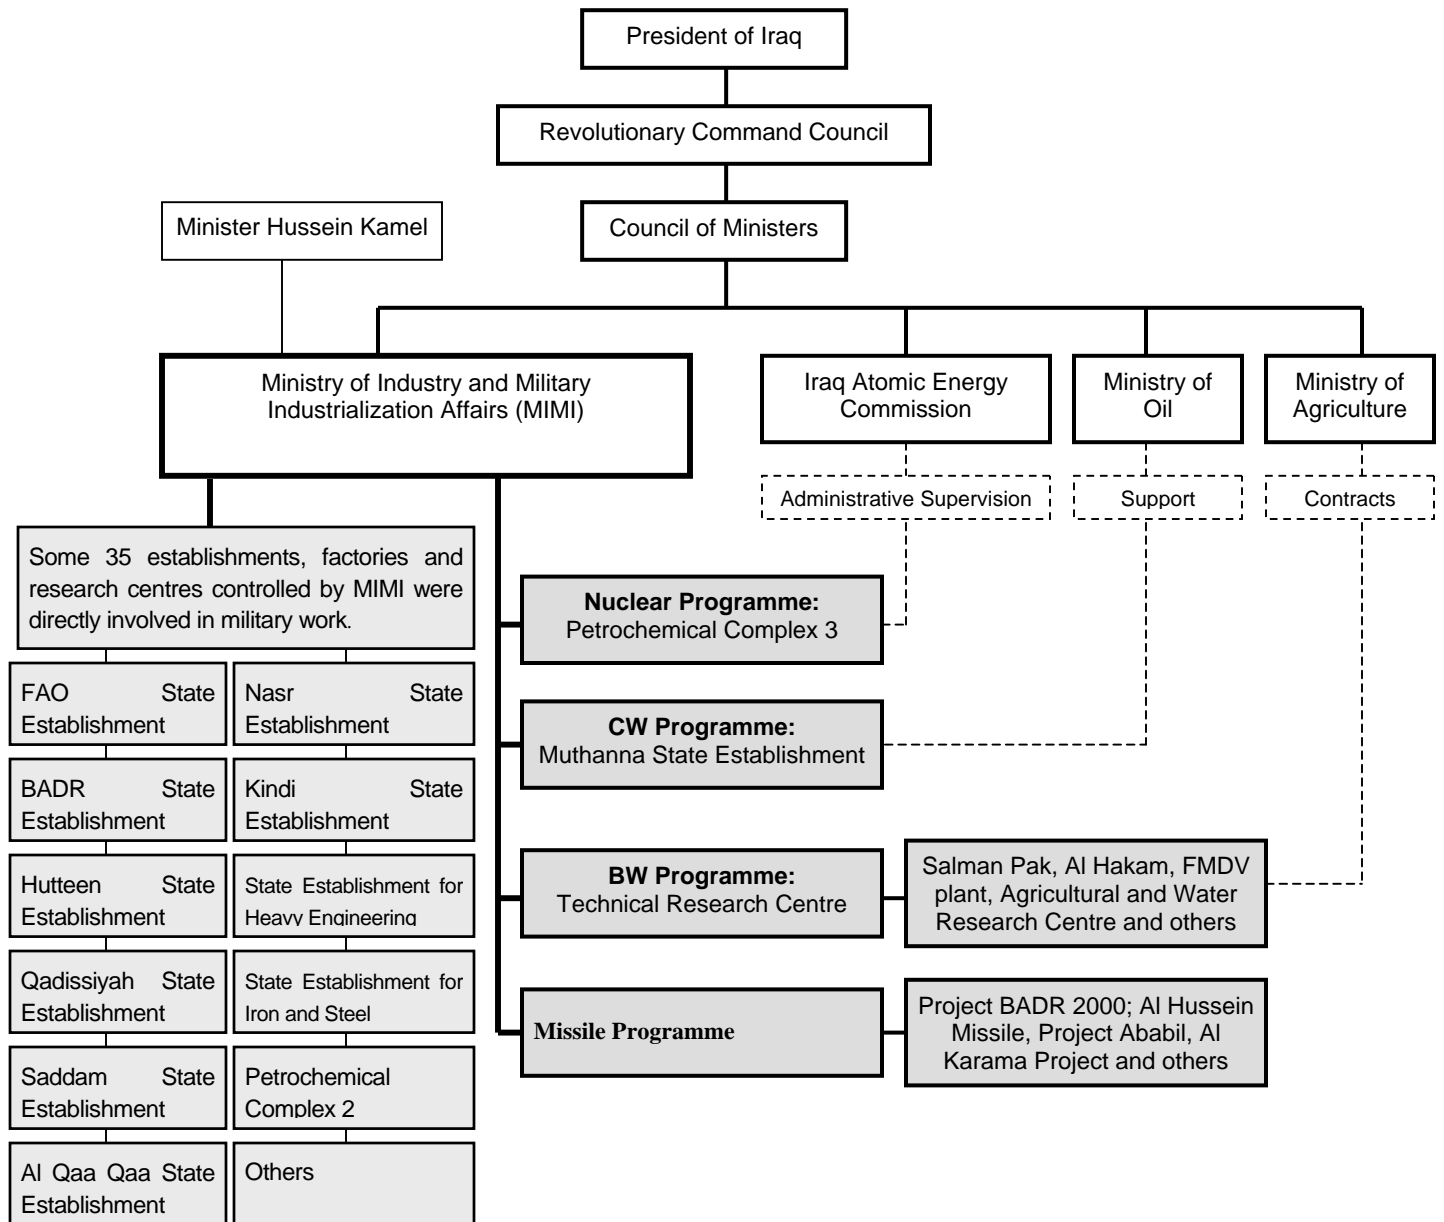 President of Iraq
Revolutionary Command Council
Minister Hussein Kamel
Council of Ministers
Ministry of Industry and Military
Industrialization Affairs (MIMI)
Iraq Atomic Energy
Commission
Ministry of
Oil
Ministry of
Agriculture
Administrative Supervision
Support
Contracts
Some 35 establishments, factories and
research centres controlled by MIMI were
directly involved in military work.
FAO State
Establishment
Nasr State
Establishment
BADR State
Establishment
Kindi State
Establishment
Hutteen State
Establishment
State Establishment for
Heavy Engineering
Qadissiyah State
Establishment
State Establishment for
Iron and Steel
Saddam State
Establishment
Petrochemical
Complex 2
Al Qaa Qaa State
Establishment
Others
Nuclear Programme:
Petrochemical Complex 3
CW Programme:
Muthanna State Establishment
BW Programme:
Technical Research Centre
Salman Pak, Al Hakam, FMDV
plant, Agricultural and Water
Research Centre and others
Missile Programme
Project BADR 2000; Al Hussein
Missile, Project Ababil, Al
Karama Project and others